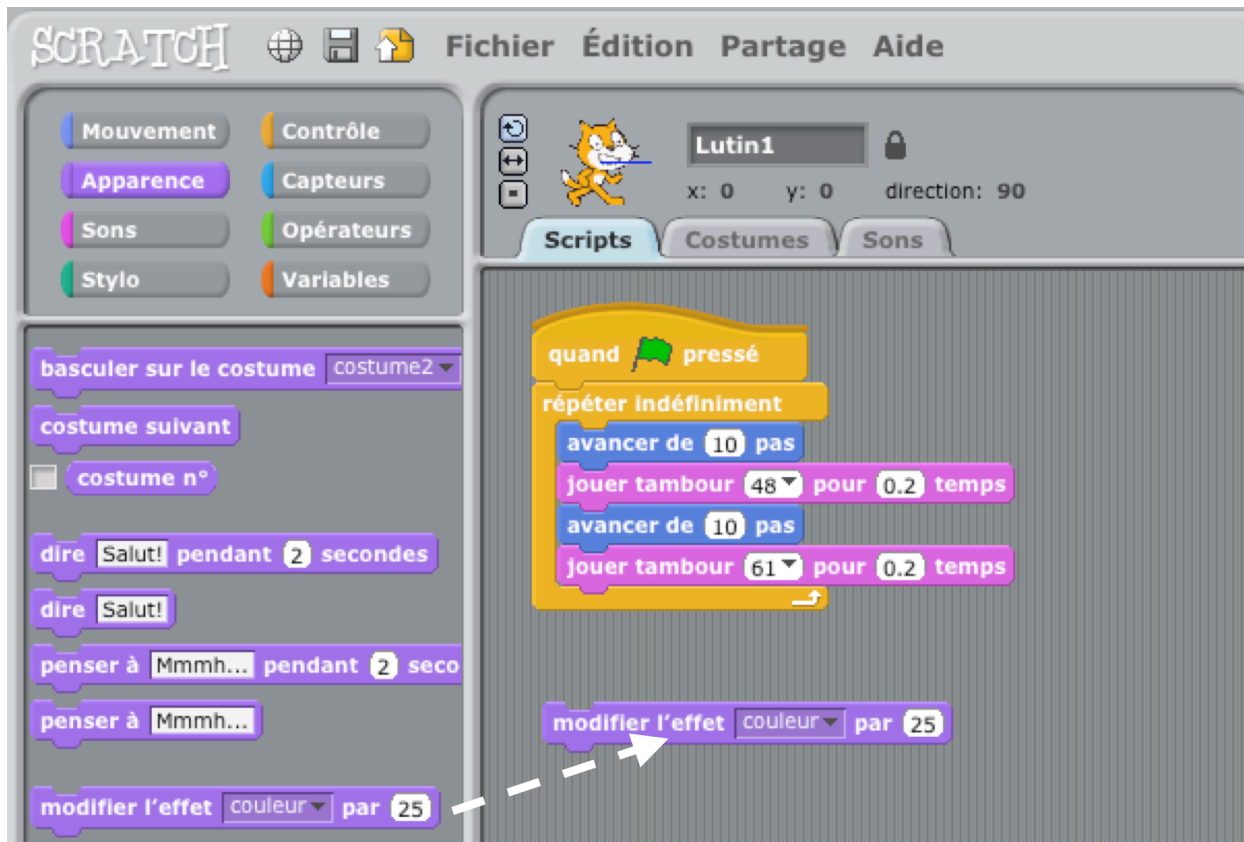 SCRATCH Fichier Édition Partage Aide
Mouvement Contrôle
Apparence Capteurs
Sons Opérateurs
Stylo Variables
Lutin1
x: 0 y: 0 direction: 90
Scripts Costumes Sons
basculer sur le costume costume2
costume suivant
costume n°
dire Salut! pendant 2 secondes
dire Salut!
penser à Mmmh... pendant 2 seco
penser à Mmmh...
modifier l'effet couleur par 25
quand pressé
répéter indéfiniment
avancer de 10 pas
jouer tambour 48 pour 0.2 temps
avancer de 10 pas
jouer tambour 61 pour 0.2 temps
modifier l'effet couleur par 25